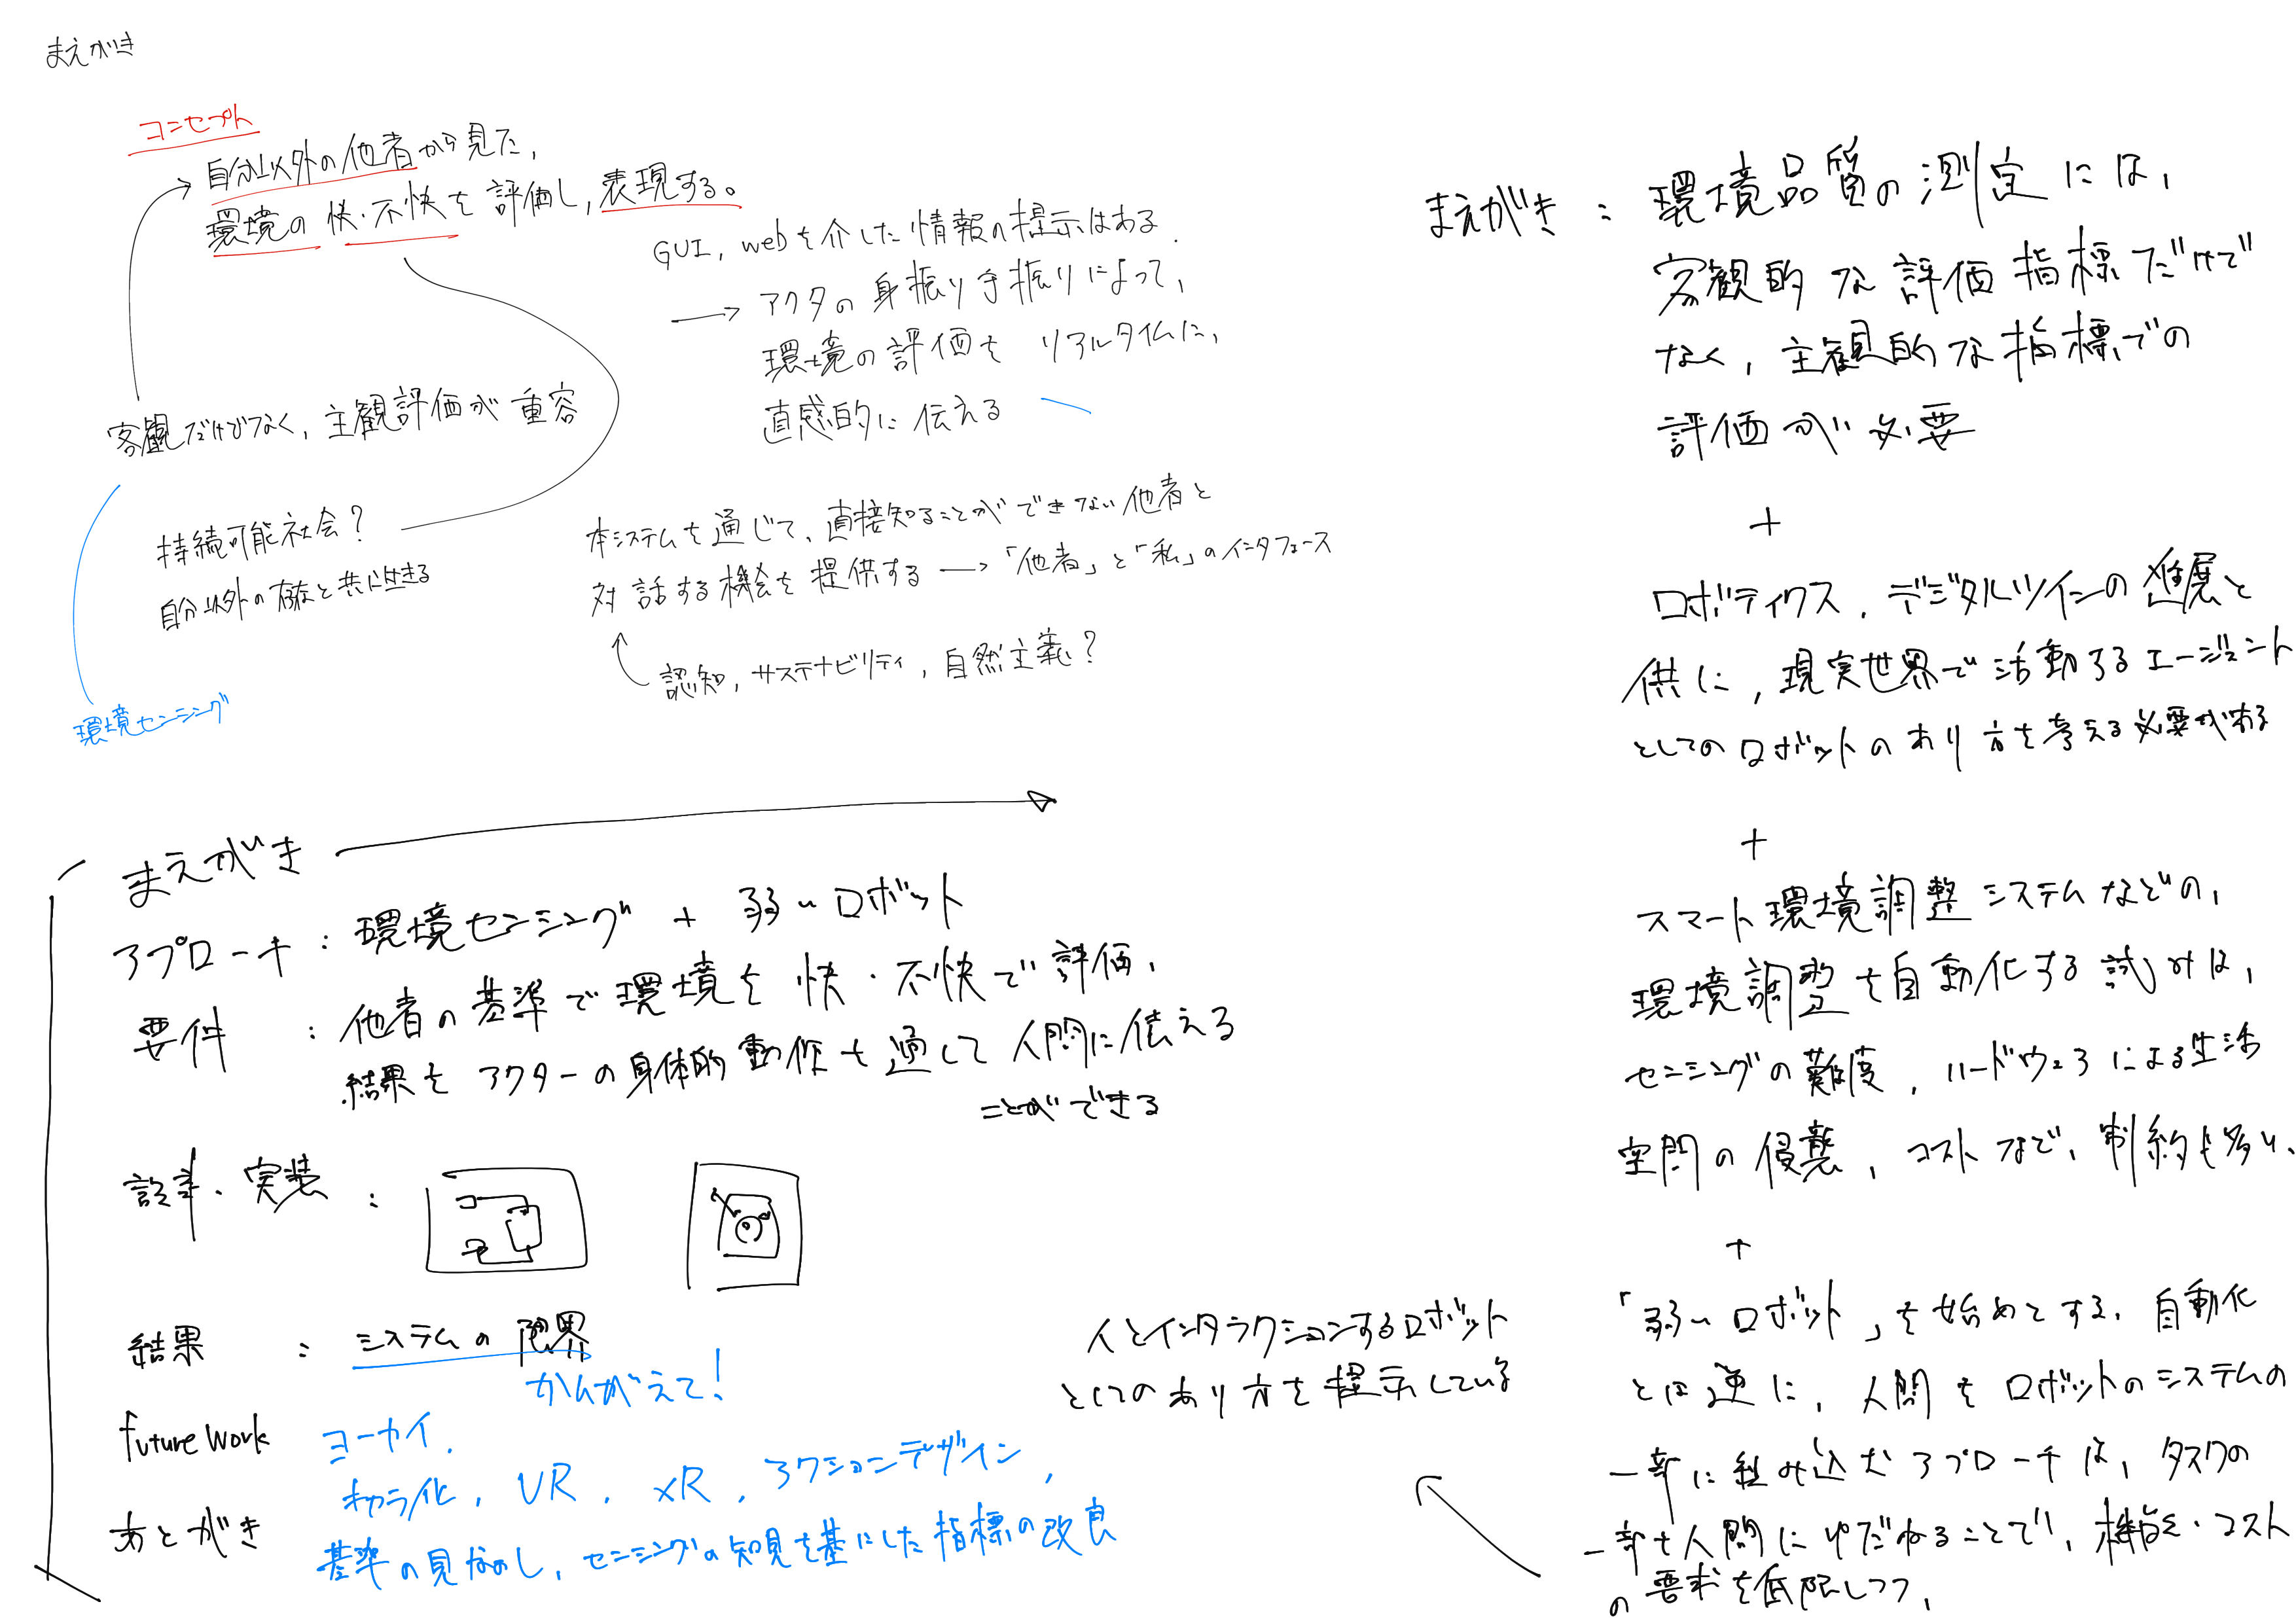 まえがき
コンセプト
自分以外の他者から見た,
環境の快・不快を評価し,表現する。
GUI, webを介した情報の提示はある.
→ アクタの身振り手振りによって,
環境の評価を リアルタイムに,
直感的に伝える
客観だけでなく,主観評価が重容
持続可能社会?
自分以外の存在と共に生きる
環境センシング
本システムを通じて、直接知ることができない他者と
対話する機会を提供する → 「他者」と「私」のインタフェース
認知, サステナビリティ, 自然主義?
まえがき
アプローチ : 環境センシング + 弱いロボット
要件 : 他者の基準で環境を快・不快で評価,
結果を アクターの身体的動作を通して人間に伝える
ことができる
設計・実装 :
結果 : システムの限界
かんがえて!
future work ヨーカイ.
キャラ化, VR, xR, アクションデザイン,
あとがき
基準の見なおし, センシングの知見を基にした指標の改良
まえがき : 環境品質の測定には,
客観的な評価指標だけで
なく,主観的な指標での
評価が必要
+
ロボティクス,デジタルツインの進展と
供に,現実世界で活動するエージェント
としてのロボットのあり方を考える必要がある
+
スマート環境調整システムなどの,
環境調整を自動化する試みは,
センシングの難度,ハードウェアによる生活
空間の侵襲,コストなど,制約も多い.
+
「弱いロボット」を始めとする,自動化
とは逆に,人間をロボットのシステムの
一部に組み込むアプローチは,タスクの
一部を人間にゆだねることで,機能・コスト
の要求を低限しつつ,
人とインタラクションするロボット
としてのあり方を提示している